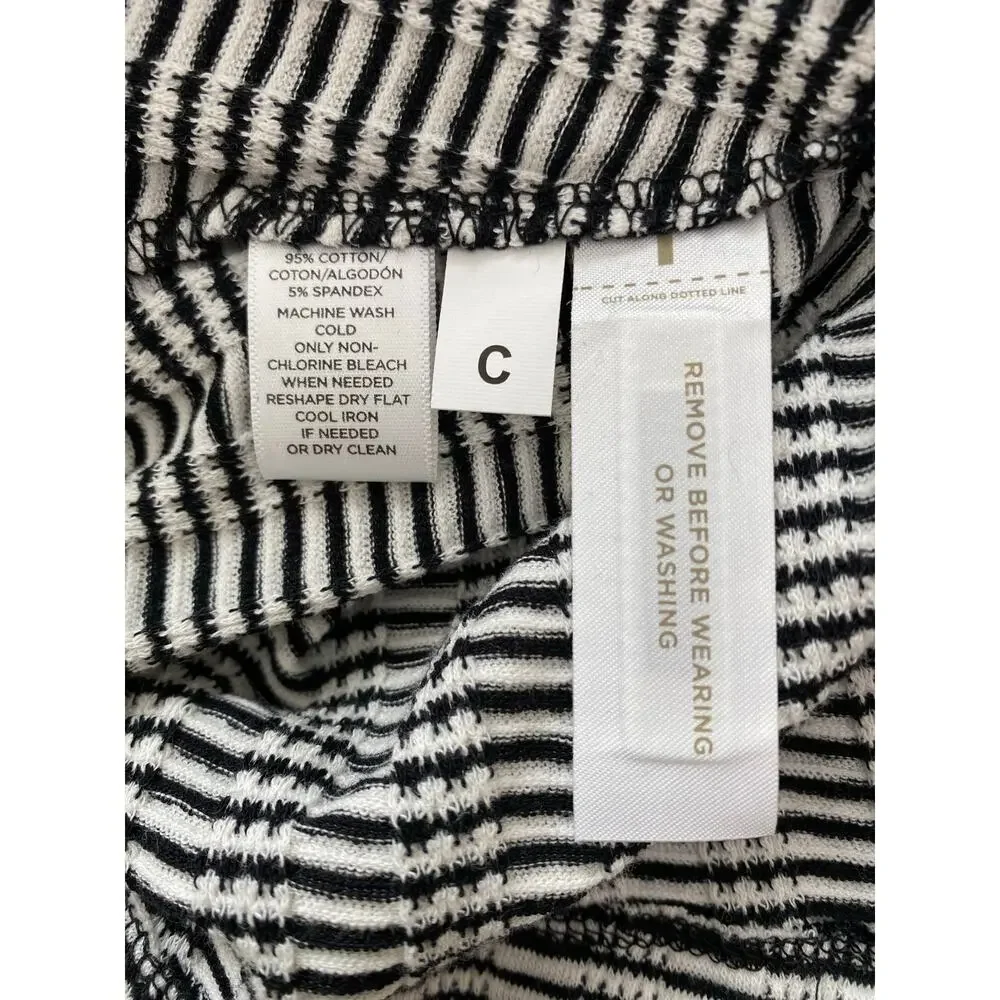 95% COTTON/
COTON/ALGODÓN
5% SPANDEX
MACHINE WASH
COLD
ONLY NON-
CHLORINE BLEACH
WHEN NEEDED
RESHAPE DRY FLAT
COOL IRON
IF NEEDED
OR DRY CLEAN
C
CUT ALONG DOTTED LINE
REMOVE BEFORE WEARING
OR WASHING